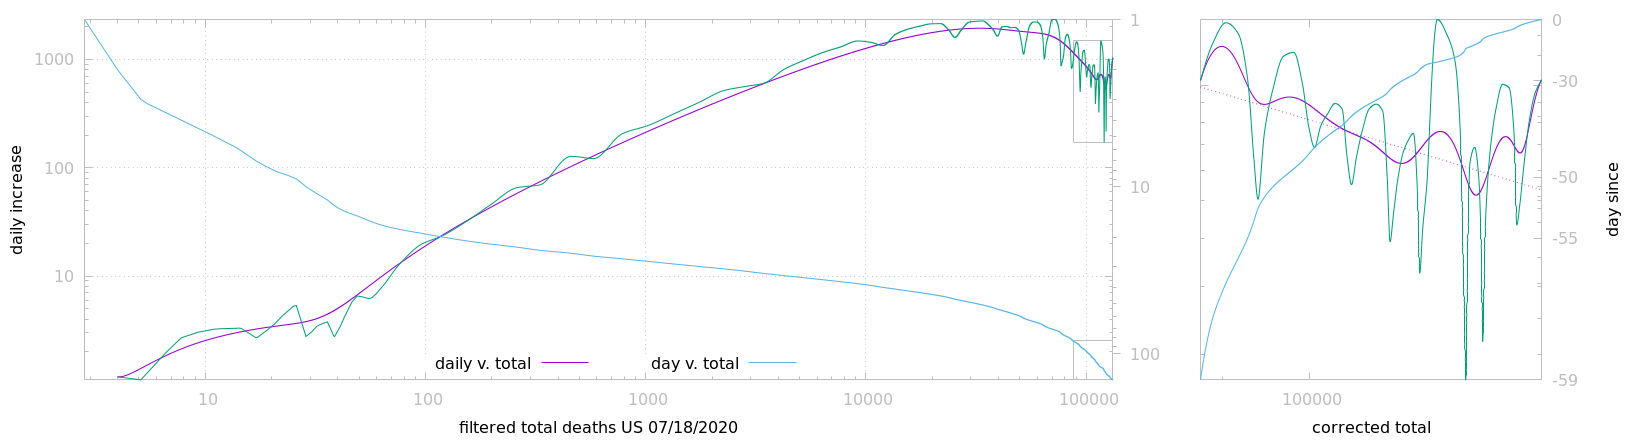 daily increase
1000
100
10
daily v. total
day v. total
1
10
100
10
100
1000
10000
100000
filtered total deaths US 07/18/2020
0
-30
-50
-55
-59
day since
100000
corrected total